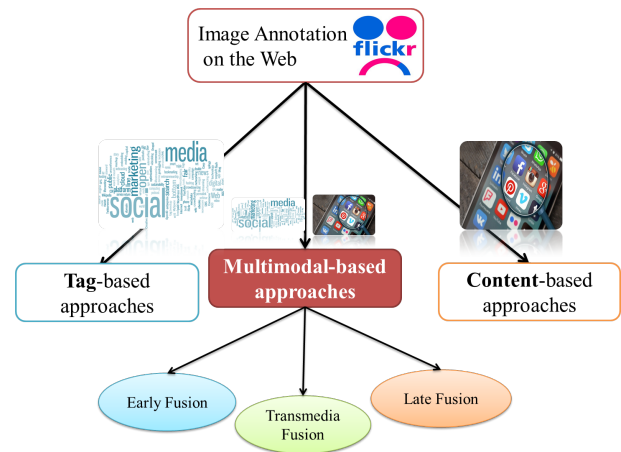 Image Annotation
on the Web
flickr
media
marketing
open
social
media
social
Tag-based
approaches
Multimodal-based
approaches
Content-based
approaches
Early Fusion
Transmedia
Fusion
Late Fusion